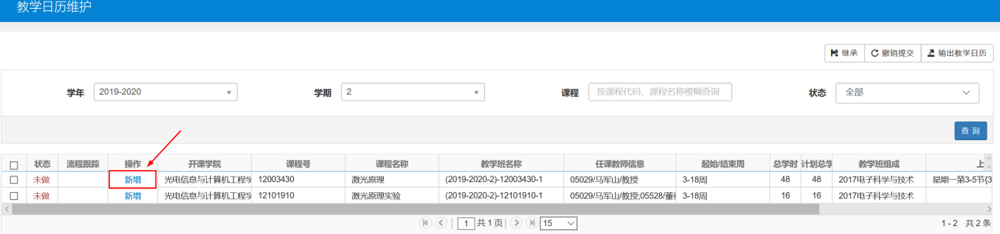 教学日历维护
继承 撤销提交 输出教学日历
学年 2019-2020 学期 2 课程 按课程代码、课程名称模糊查询 状态 全部
查 询
状态 流程跟踪 操作 开课学院 课程号 课程名称 教学班名称 任课教师信息 起始/结束周 总学时 计划总学 教学班组成 上
未做 新增 光电信息与计算机工程学 12003430 激光原理 (2019-2020-2)-12003430-1 05029/马军山/教授 3-18周 48 48 2017电子科学与技术 星期一第3-5节{3
未做 新增 光电信息与计算机工程学 12101910 激光原理实验 (2019-2020-2)-12101910-1 05029/马军山/教授;05528/董 3-18周 16 16 2017电子科学与技术
1 共 1 页 15 1 - 2 共 2 条